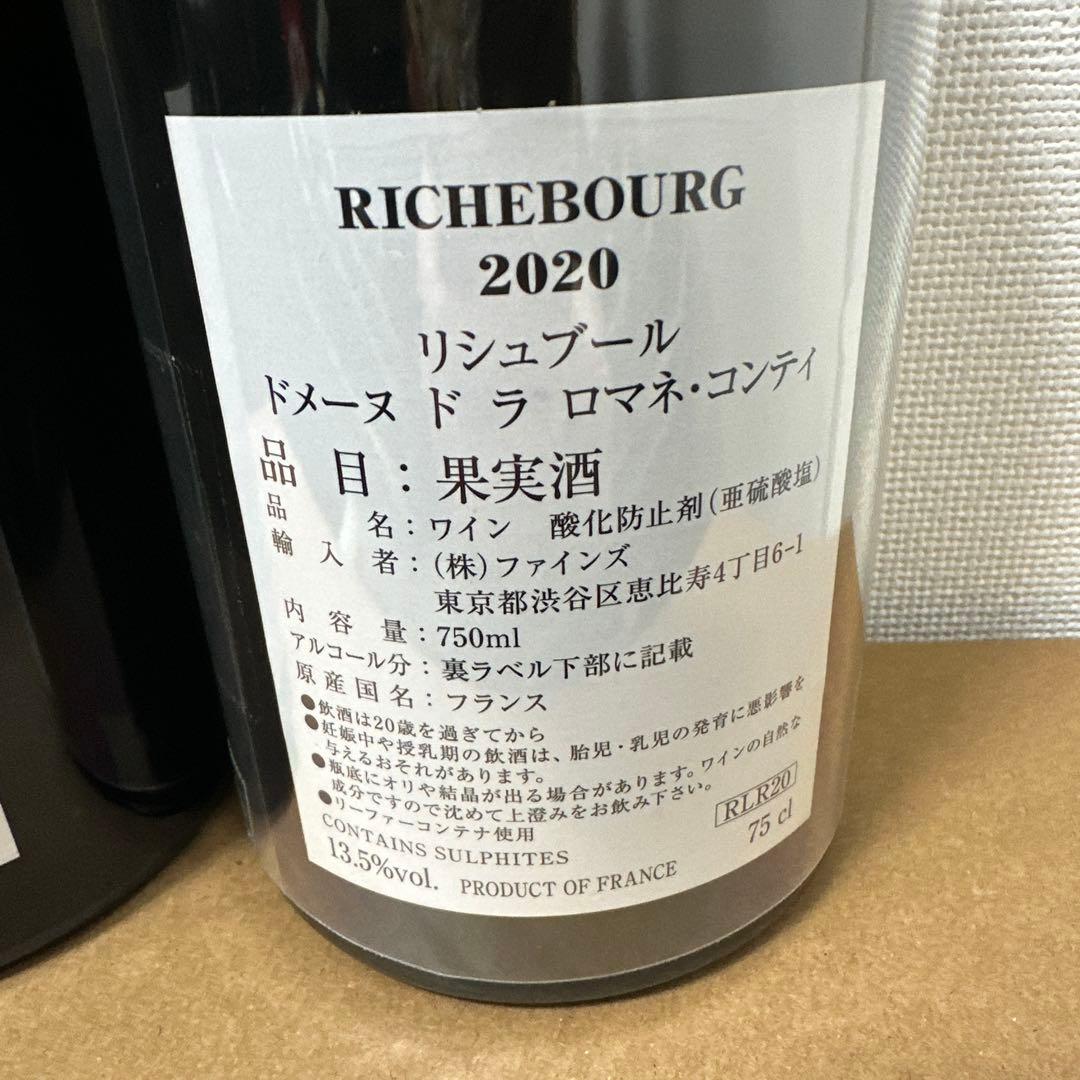 RICHEBOURG
2020
リシュブール
ドメーヌ ド ラ ロマネ・コンティ
品 目：果実酒
品 名：ワイン 酸化防止剤(亜硫酸塩)
輸 入 者：(株)ファインズ
東京都渋谷区恵比寿4丁目6-1
内 容 量：750ml
アルコール分：裏ラベル下部に記載
原産国名：フランス
●飲酒は20歳を過ぎてから
●妊娠中や授乳期の飲酒は、胎児・乳児の発育に悪影響を
与えるおそれがあります。
●瓶底にオリや結晶が出る場合があります。ワインの自然な
成分ですので沈めて上澄みをお飲み下さい。
●リーファーコンテナ使用
RLR20
CONTAINS SULPHITES
75 cl
13.5%vol. PRODUCT OF FRANCE